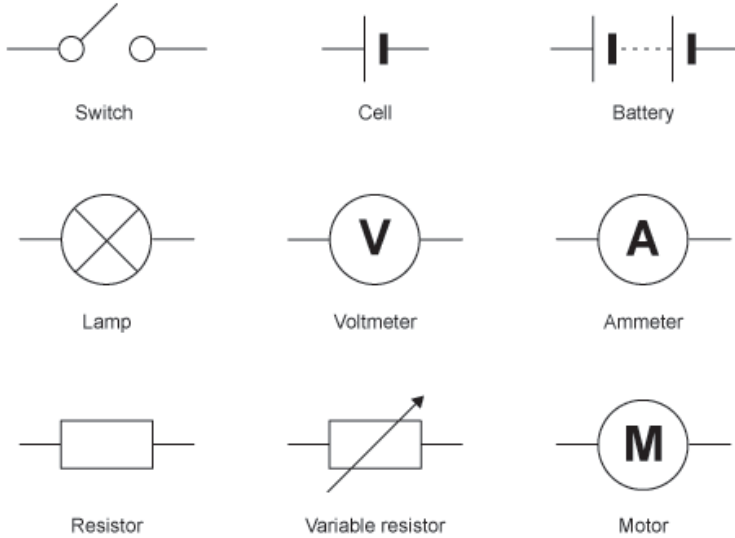 Switch
Cell
Battery
V
A
Lamp
Voltmeter
Ammeter
M
Resistor
Variable resistor
Motor